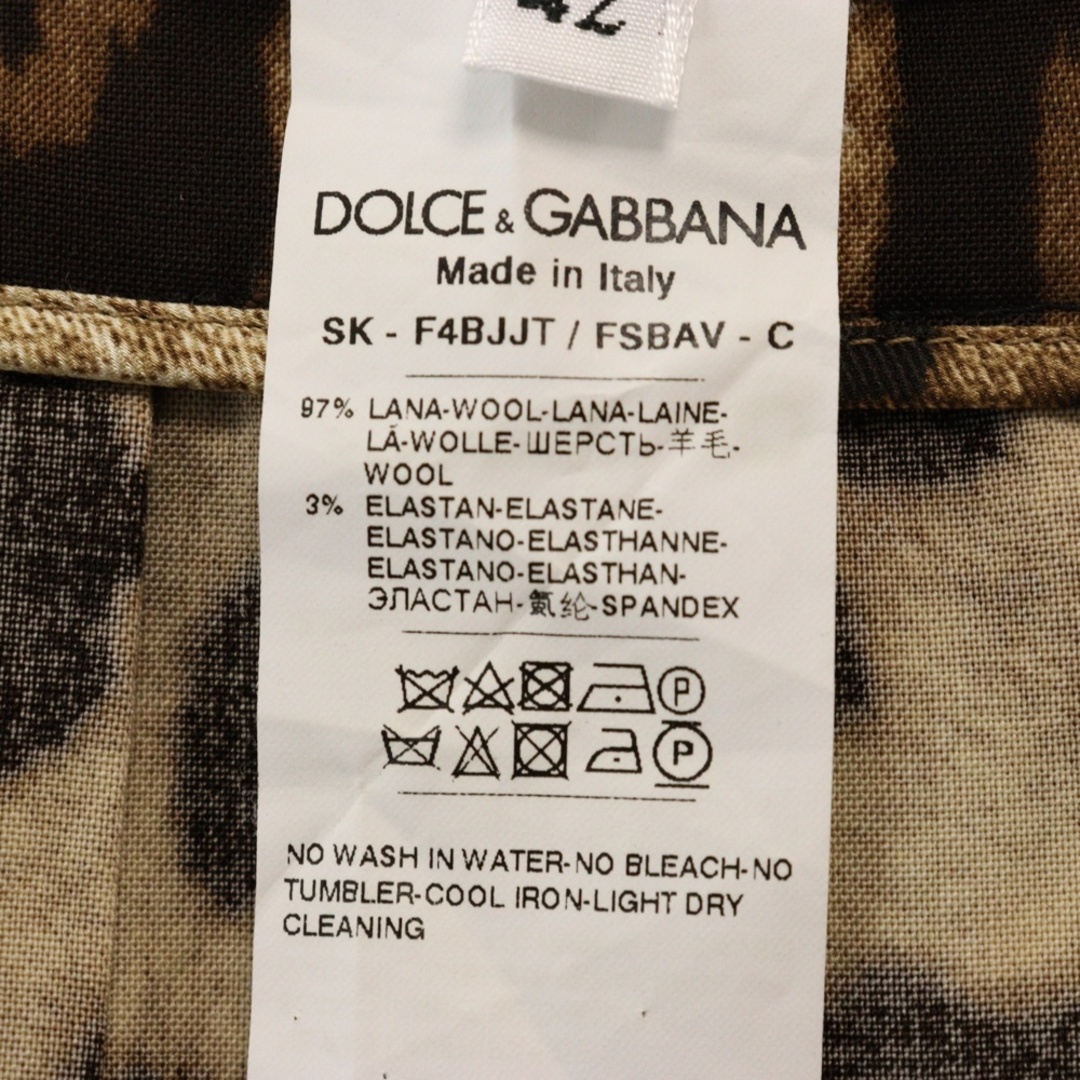 42
DOLCE & GABBANA
Made in Italy
SK - F4BJJT / FSBAV - C
97% LANA-WOOL-LANA-LAINE-
LÃ-WOLLE-ШЕРСТЬ-羊毛-
WOOL
3% ELASTAN-ELASTANE-
ELASTANO-ELASTHANNE-
ELASTANO-ELASTHAN-
ЭЛАСТАН-氨纶-SPANDEX
P
P
NO WASH IN WATER-NO BLEACH-NO
TUMBLER-COOL IRON-LIGHT DRY
CLEANING